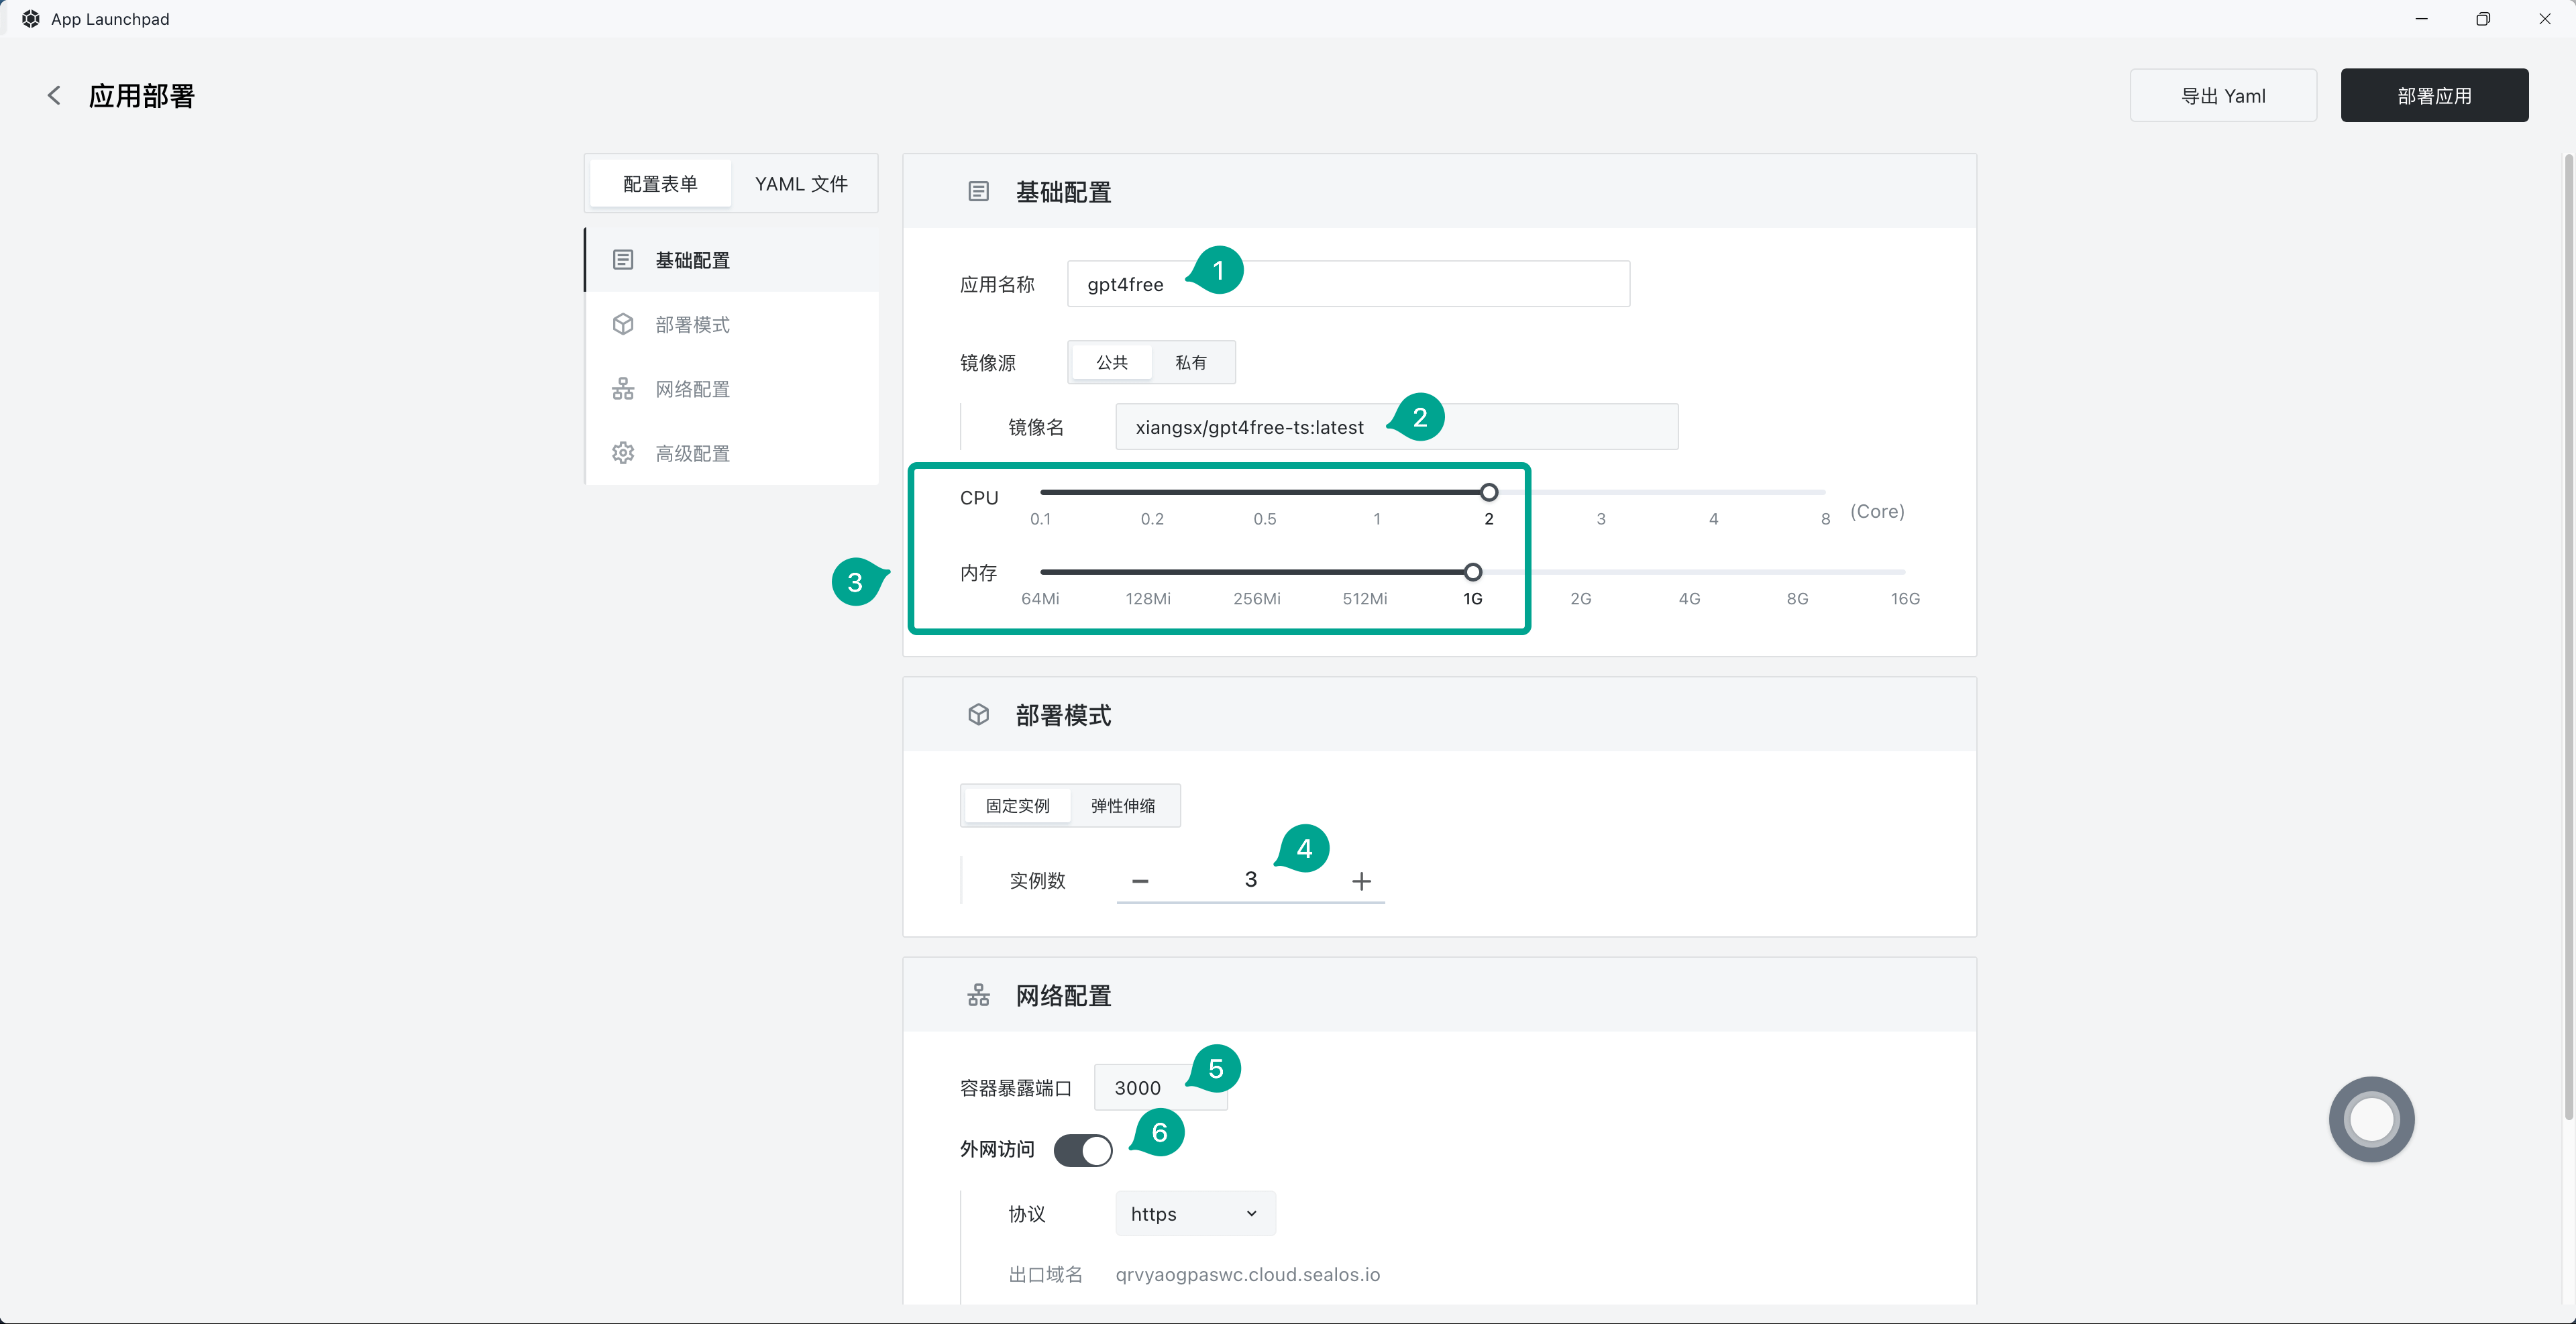 App Launchpad
应用部署
导出 Yaml
部署应用
配置表单
YAML 文件
基础配置
部署模式
网络配置
高级配置
基础配置
应用名称
gpt4free
1
镜像源
公共
私有
镜像名
xiangsx/gpt4free-ts:latest
2
3
CPU
0.1 0.2 0.5 1 2 3 4 8
(Core)
内存
64Mi 128Mi 256Mi 512Mi 1G 2G 4G 8G 16G
部署模式
固定实例
弹性伸缩
实例数
3
4
网络配置
容器暴露端口
3000
5
外网访问
6
协议
https
出口域名
qrvyaogpaswc.cloud.sealos.io